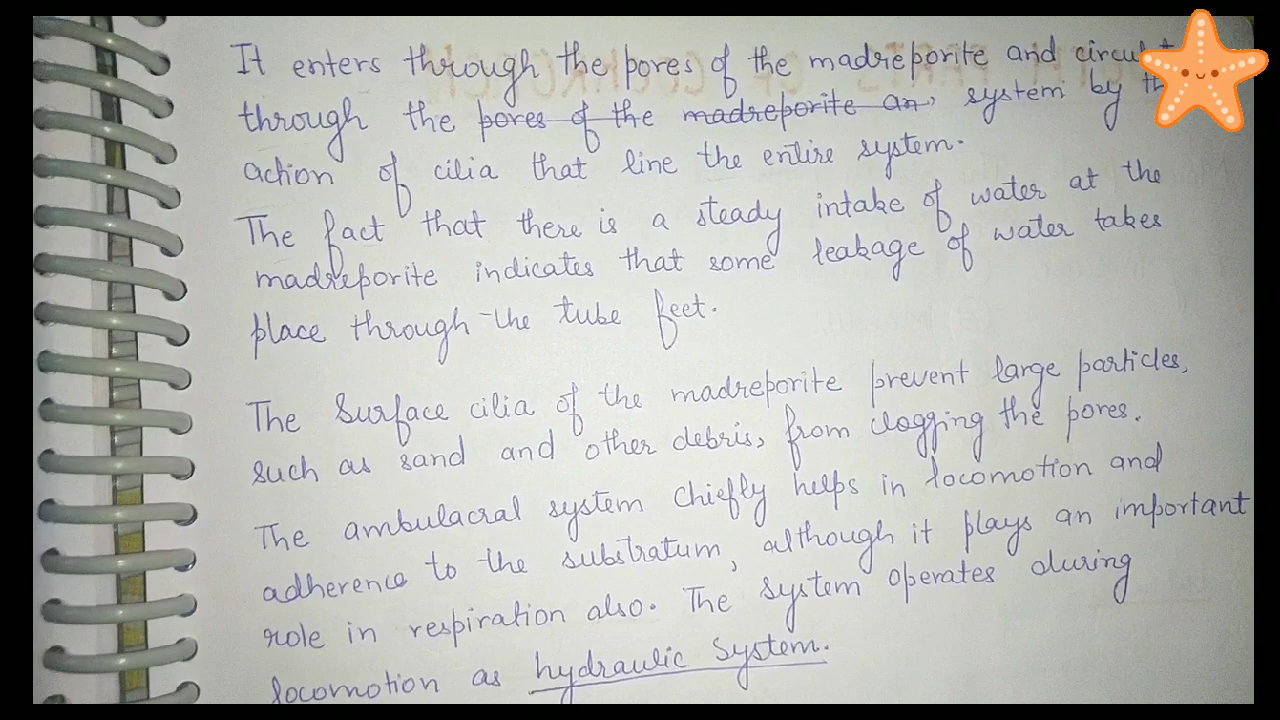 It enters through the pores of the madreporite and
through the pores of the madreporite an, system by
action of cilia that line the entire system.
The fact that there is a steady intake of water at the
madreporite indicates that some leakage of water takes
place through the tube feet.
The Surface cilia of the madreporite prevent large particles,
such as sand and other debris, from clogging the pores.
The ambulacral system chiefly helps in locomotion and
adherence to the substratum, although it plays an important
role in respiration also. The system operates during
locomotion as hydraulic System.